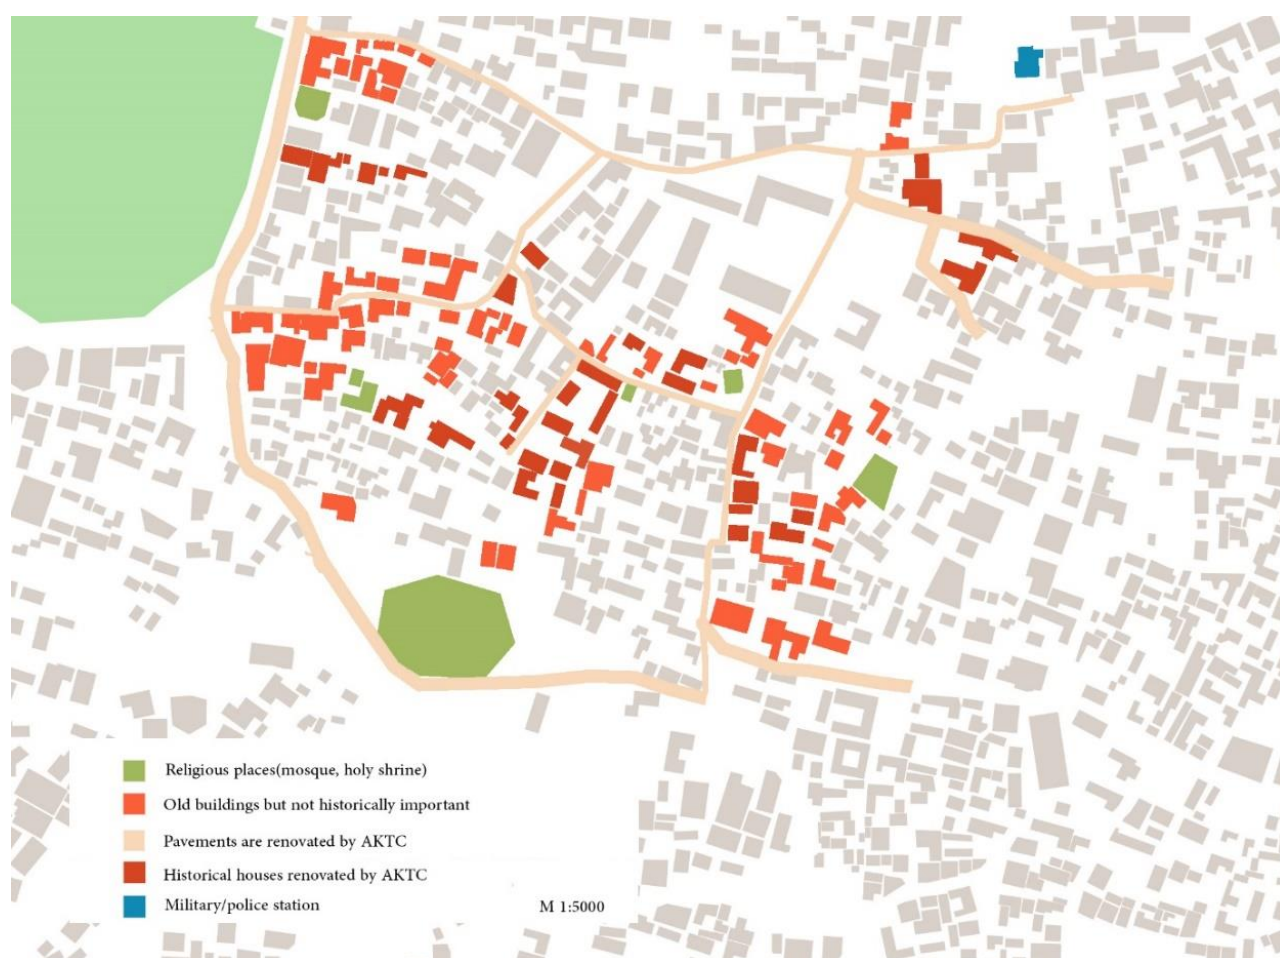 Religious places(mosque, holy shrine)
Old buildings but not historically important
Pavements are renovated by AKTC
Historical houses renovated by AKTC
Military/police station
M 1:5000